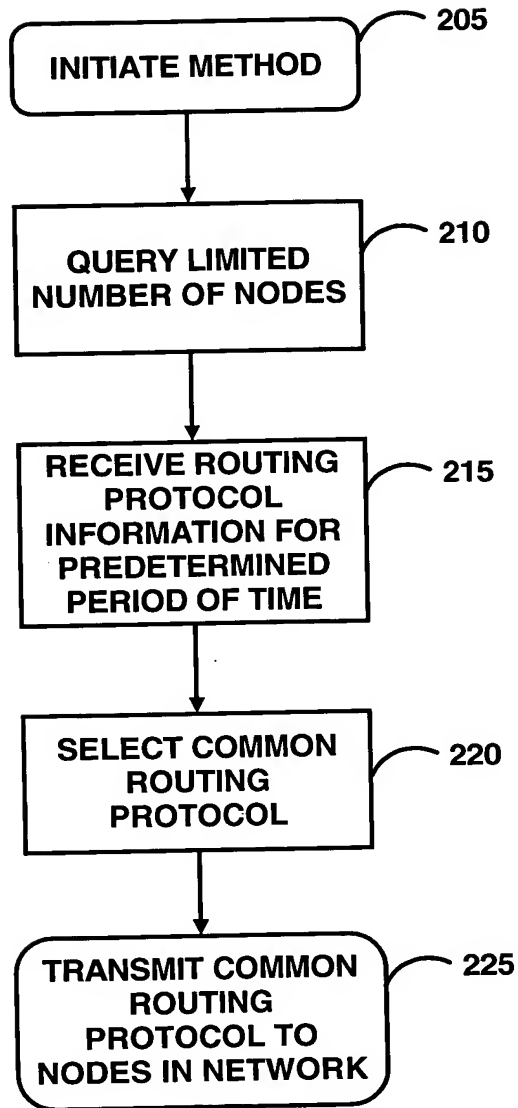 205
INITIATE METHOD
210
QUERY LIMITED
NUMBER OF NODES
215
RECEIVE ROUTING
PROTOCOL
INFORMATION FOR
PREDETERMINED
PERIOD OF TIME
220
SELECT COMMON
ROUTING
PROTOCOL
225
TRANSMIT COMMON
ROUTING
PROTOCOL TO
NODES IN NETWORK